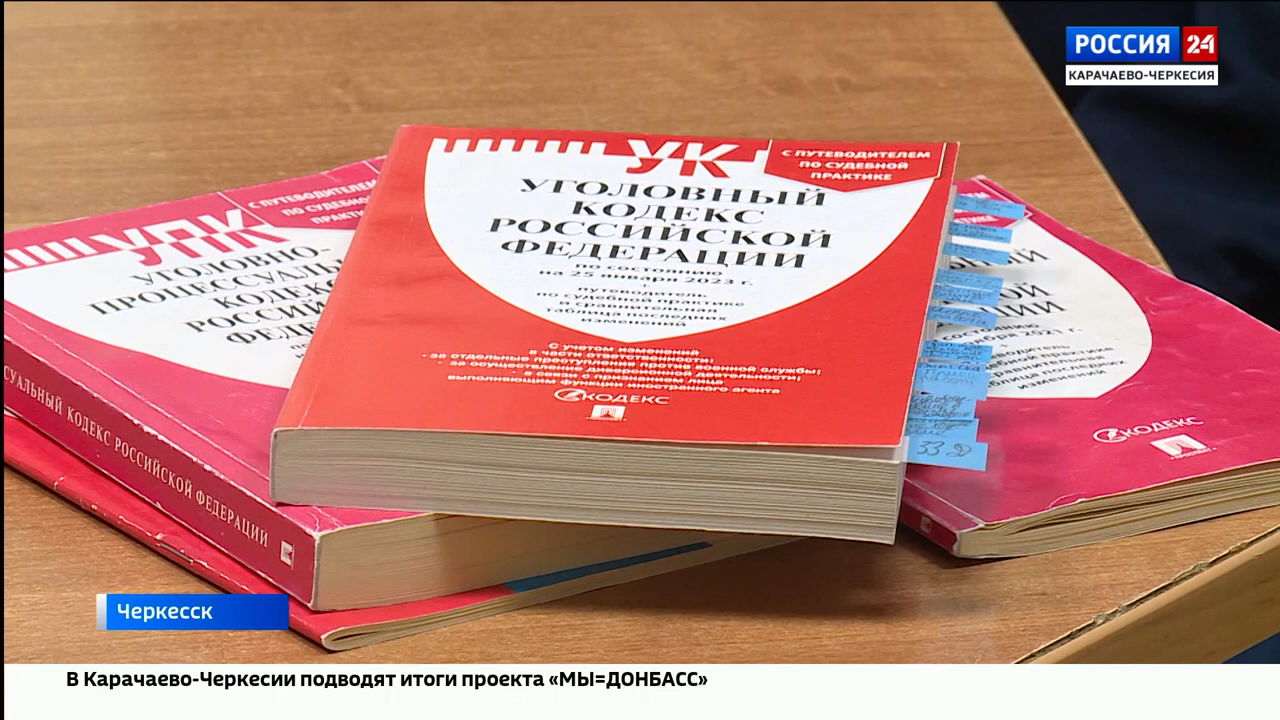 РОССИЯ 24
КАРАЧАЕВО-ЧЕРКЕСИЯ
УК
С ПУТЕВОДИТЕЛЕМ
ПО СУДЕБНОЙ
ПРАКТИКЕ
УГОЛОВНЫЙ
КОДЕКС
РОССИЙСКОЙ
ФЕДЕРАЦИИ
по состоянию
на 25 января 2023 г.
+
путеводитель
по судебной практике
и сравнительная
таблица последних
изменений
С учетом изменений
в части ответственности:
- за отдельные преступления против военной службы;
- за осуществление диверсионной деятельности;
- в связи с признанием лица
выполняющим функции иностранного агента
КОДЕКС
УПК
С ПУТЕВОДИТЕЛЕМ
ПО СУДЕБНОЙ
УГОЛОВНО-
КОДЕКС
СУАЛЬНЫЙ КОДЕКС РОССИЙСКОЙ ФЕДЕРАЦИИ
2021 г.
КОДЕКС
33
Черкесск
В Карачаево-Черкесии подводят итоги проекта «МЫ=ДОНБАСС»